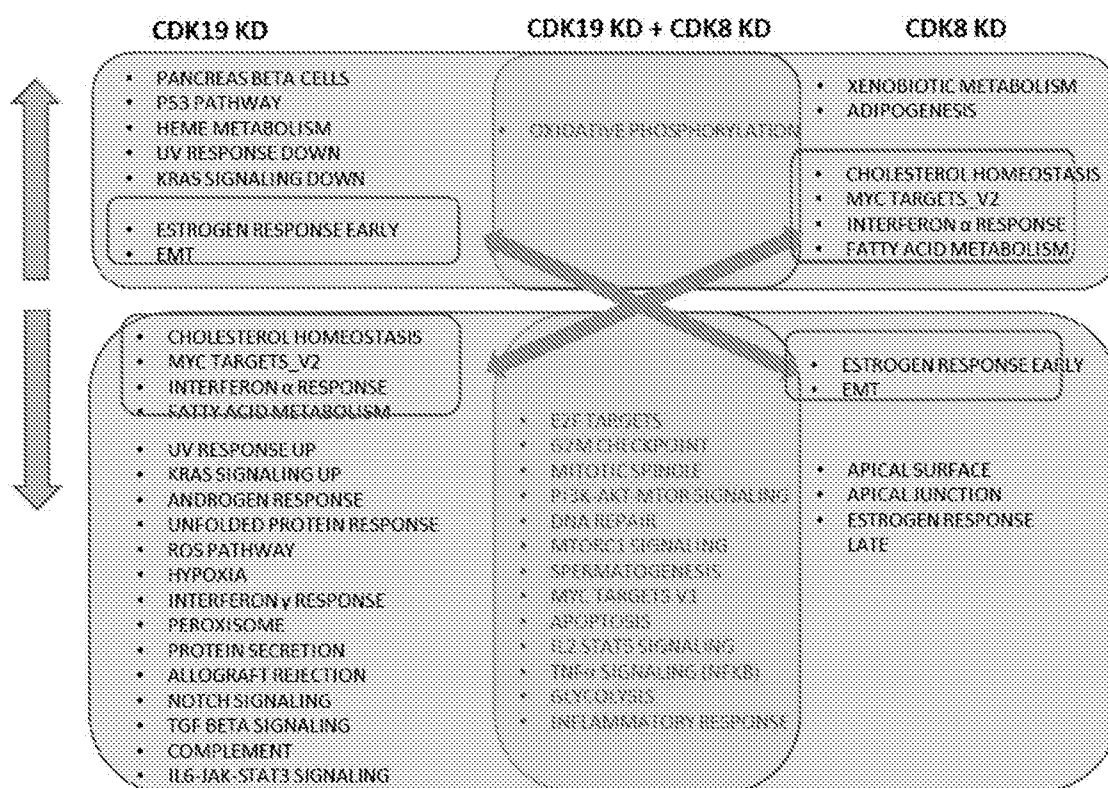 CDK19 KD
CDK19 KD + CDK8 KD
CDK8 KD
• PANCREAS BETA CELLS
• P53 PATHWAY
• HEME METABOLISM
• UV RESPONSE DOWN
• KRAS SIGNALING DOWN
• ESTROGEN RESPONSE EARLY
• EMT
• OXIDATIVE PHOSPHORYLATION
• XENOBIOTIC METABOLISM
• ADIPOGENESIS
• CHOLESTEROL HOMEOSTASIS
• MYC TARGETS_V2
• INTERFERON α RESPONSE
• FATTY ACID METABOLISM
• CHOLESTEROL HOMEOSTASIS
• MYC TARGETS_V2
• INTERFERON α RESPONSE
• FATTY ACID METABOLISM
• UV RESPONSE UP
• KRAS SIGNALING UP
• ANDROGEN RESPONSE
• UNFOLDED PROTEIN RESPONSE
• ROS PATHWAY
• HYPOXIA
• INTERFERON γ RESPONSE
• PEROXISOME
• PROTEIN SECRETION
• ALLOGRAFT REJECTION
• NOTCH SIGNALING
• TGF BETA SIGNALING
• COMPLEMENT
• IL6-JAK-STAT3 SIGNALING
• E2F TARGETS
• G2M CHECKPOINT
• MITOTIC SPINDLE
• PI3K-AKT-MTOR SIGNALING
• DNA REPAIR
• MTORC1 SIGNALING
• SPERMATOGENESIS
• MYC TARGETS V1
• APOPTOSIS
• IL2 STAT5 SIGNALING
• TNF-α SIGNALING (NFKB)
• GLYCOLYSIS
• INFLAMMATORY RESPONSE
• ESTROGEN RESPONSE EARLY
• EMT
• APICAL SURFACE
• APICAL JUNCTION
• ESTROGEN RESPONSE
LATE